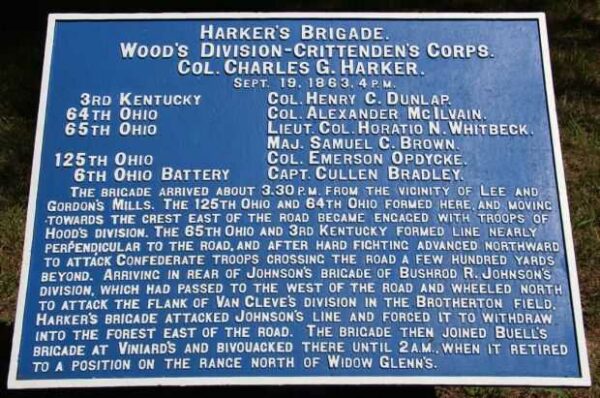 HARKER'S BRIGADE.
WOOD'S DIVISION-CRITTENDEN'S CORPS.
COL. CHARLES G. HARKER.
SEPT. 19, 1863, 4 P.M.
3RD KENTUCKY COL. HENRY C. DUNLAP.
64TH OHIO COL. ALEXANDER MCILVAIN.
65TH OHIO LIEUT. COL. HORATIO N. WHITBECK.
MAJ. SAMUEL C. BROWN.
125TH OHIO COL. EMERSON OPDYCKE.
6TH OHIO BATTERY CAPT. CULLEN BRADLEY.
THE BRIGADE ARRIVED ABOUT 3.30 P.M. FROM THE VICINITY OF LEE AND
GORDON'S MILLS. THE 125TH OHIO AND 64TH OHIO FORMED HERE, AND MOVING
TOWARDS THE CREST EAST OF THE ROAD BECAME ENGAGED WITH TROOPS OF
HOOD'S DIVISION. THE 65TH OHIO AND 3RD KENTUCKY FORMED LINE NEARLY
PERPENDICULAR TO THE ROAD, AND AFTER HARD FIGHTING ADVANCED NORTHWARD
TO ATTACK CONFEDERATE TROOPS CROSSING THE ROAD A FEW HUNDRED YARDS
BEYOND. ARRIVING IN REAR OF JOHNSON'S BRIGADE OF BUSHROD R. JOHNSON'S
DIVISION, WHICH HAD PASSED TO THE WEST OF THE ROAD AND WHEELED NORTH
TO ATTACK THE FLANK OF VAN CLEVE'S DIVISION IN THE BROTHERTON FIELD,
HARKER'S BRIGADE ATTACKED JOHNSON'S LINE AND FORCED IT TO WITHDRAW
INTO THE FOREST EAST OF THE ROAD. THE BRIGADE THEN JOINED BUELL'S
BRIGADE AT VINIARD'S AND BIVOUACKED THERE UNTIL 2 A.M., WHEN IT RETIRED
TO A POSITION ON THE RANGE NORTH OF WIDOW GLENN'S.